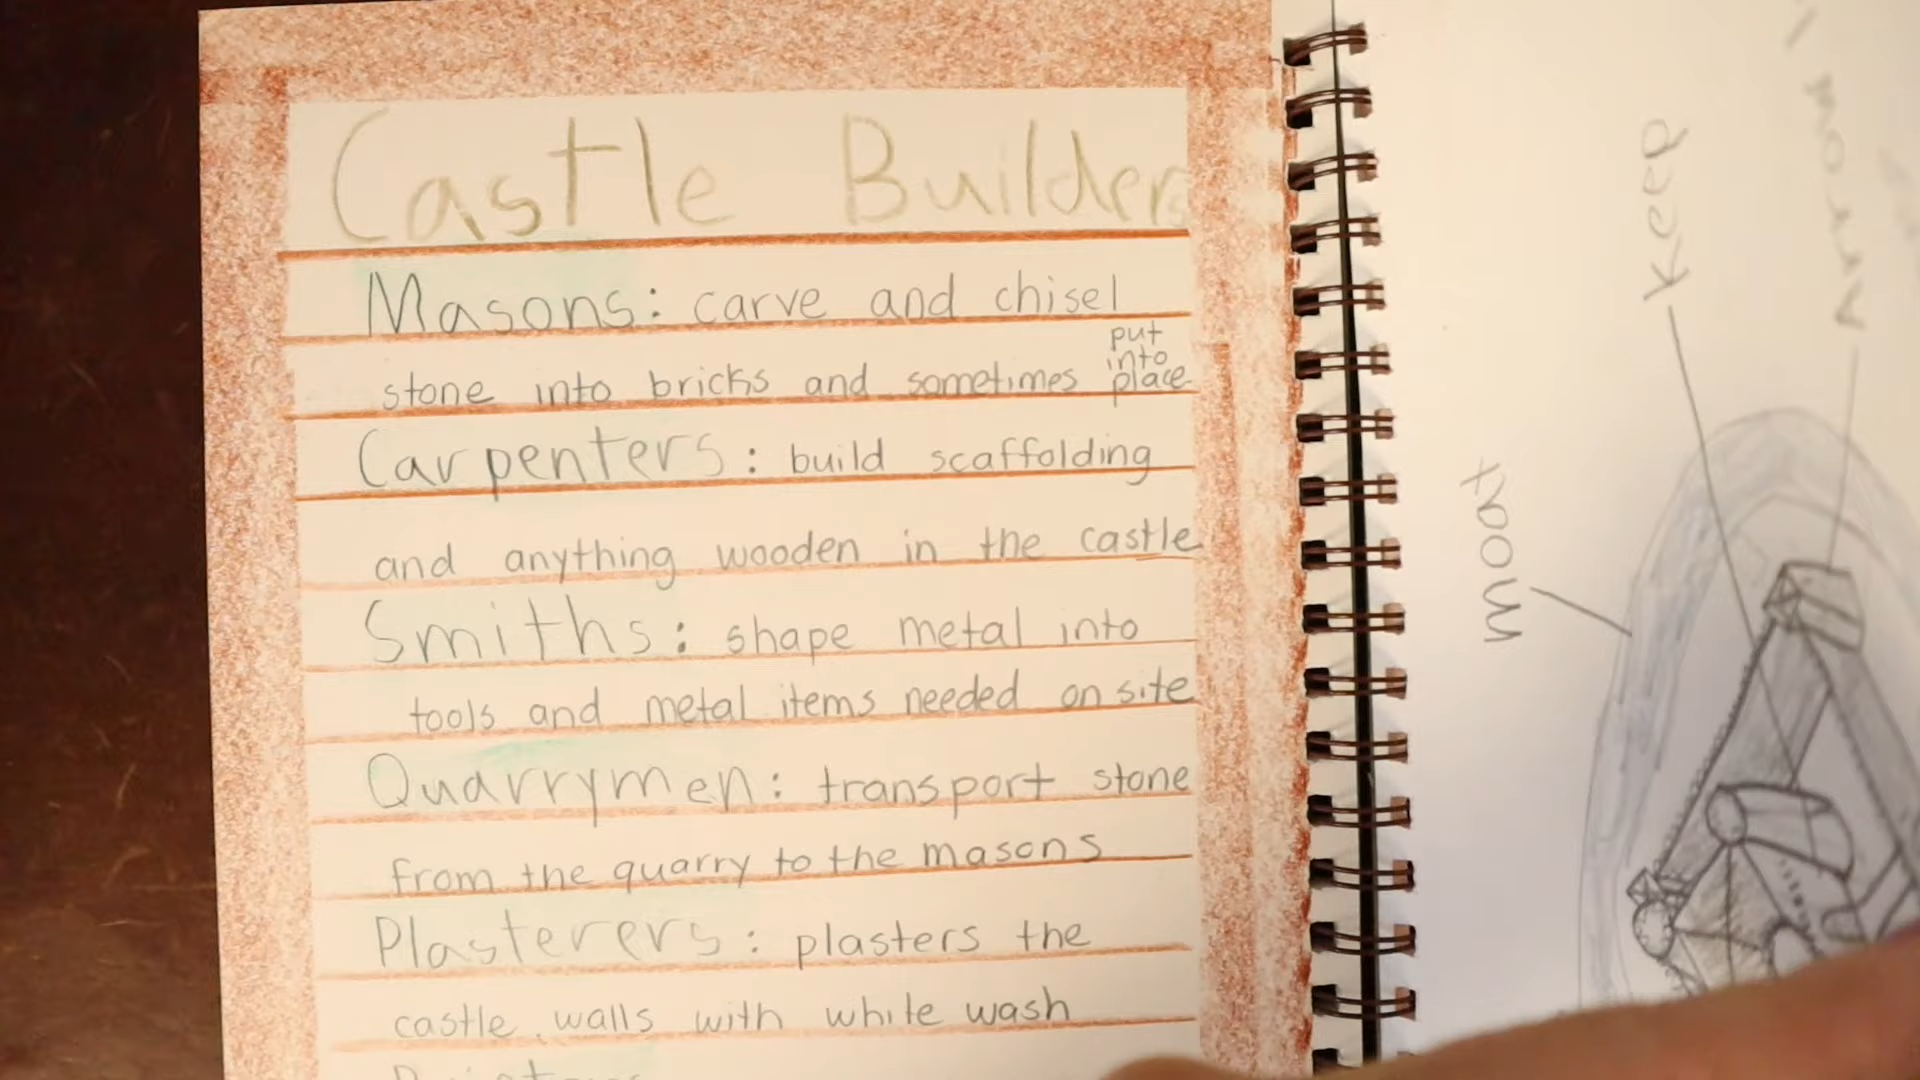 Castle Builders
Masons: carve and chisel
stone into bricks and sometimes put into place
Carpenters: build scaffolding
and anything wooden in the castle
Smiths: shape metal into
tools and metal items needed on site
Quarrymen: transport stone
from the quarry to the masons
Plasterers: plasters the
castle walls with white wash
Keep
moat